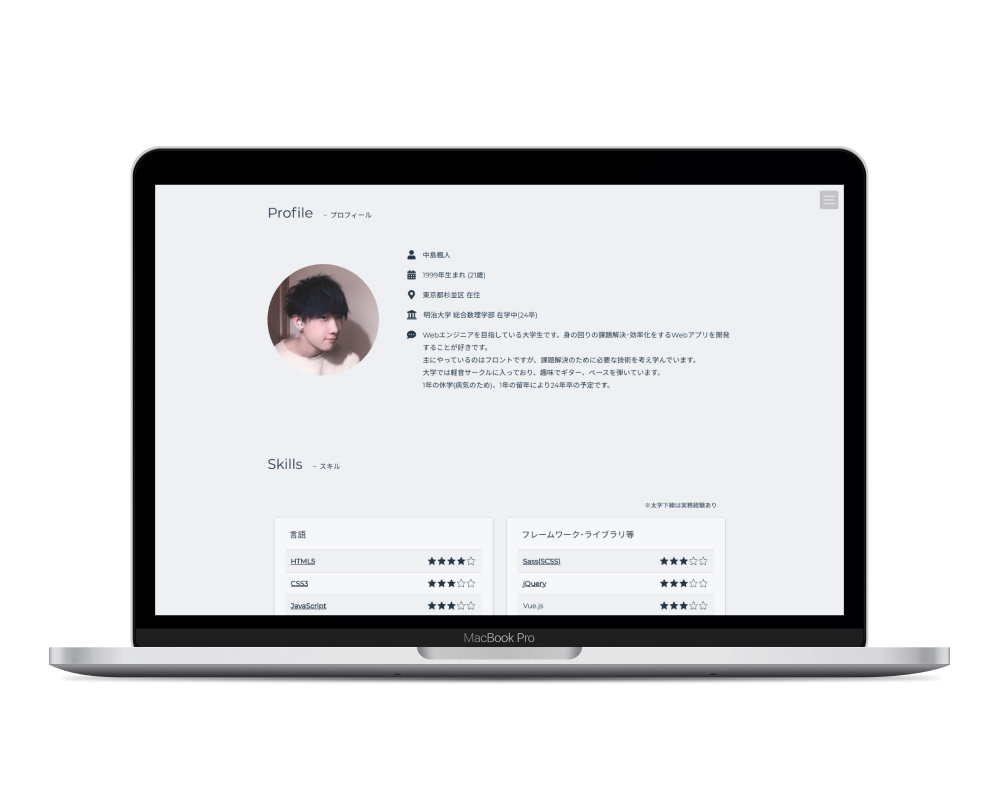 Profile - プロフィール
中島楓人
1999年生まれ (21歳)
東京都杉並区 在住
明治大学 総合数理学部 在学中(24卒)
Webエンジニアを目指している大学生です。身の回りの課題解決･効率化をするWebアプリを開発
することが好きです。
主にやっているのはフロントですが、課題解決のために必要な技術を考え学んでいます。
大学では軽音サークルに入っており、趣味でギター、ベースを弾いています。
1年の休学(病気のため)、1年の留年により24年卒の予定です。
Skills - スキル
※太字下線は実務経験あり
言語
HTML5 ★★★★☆
CSS3 ★★★☆☆
JavaScript ★★★☆☆
フレームワーク･ライブラリ等
Sass(SCSS) ★★★☆☆
jQuery ★★★☆☆
Vue.js ★★★☆☆
MacBook Pro